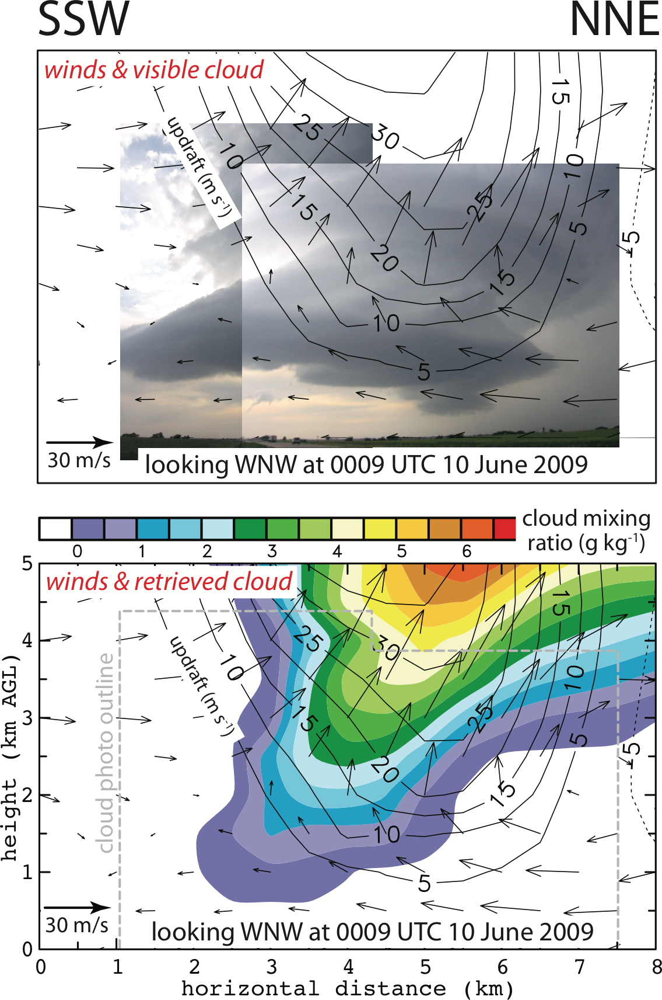 SSW NNE
winds & visible cloud
15
25
30
updraft (m s-1)
10
10
15
25
5
5
20
15
10
5
30 m/s
looking WNW at 0009 UTC 10 June 2009
cloud mixing
ratio (g kg-1)
0 1 2 3 4 5 6
5
winds & retrieved cloud
15
25
30
4
updraft (m s-1)
10
10
cloud photo outline
height (km AGL)
15
25
3
5
5
20
15
2
10
1
5
30 m/s
looking WNW at 0009 UTC 10 June 2009
0
0 1 2 3 4 5 6 7 8
horizontal distance (km)